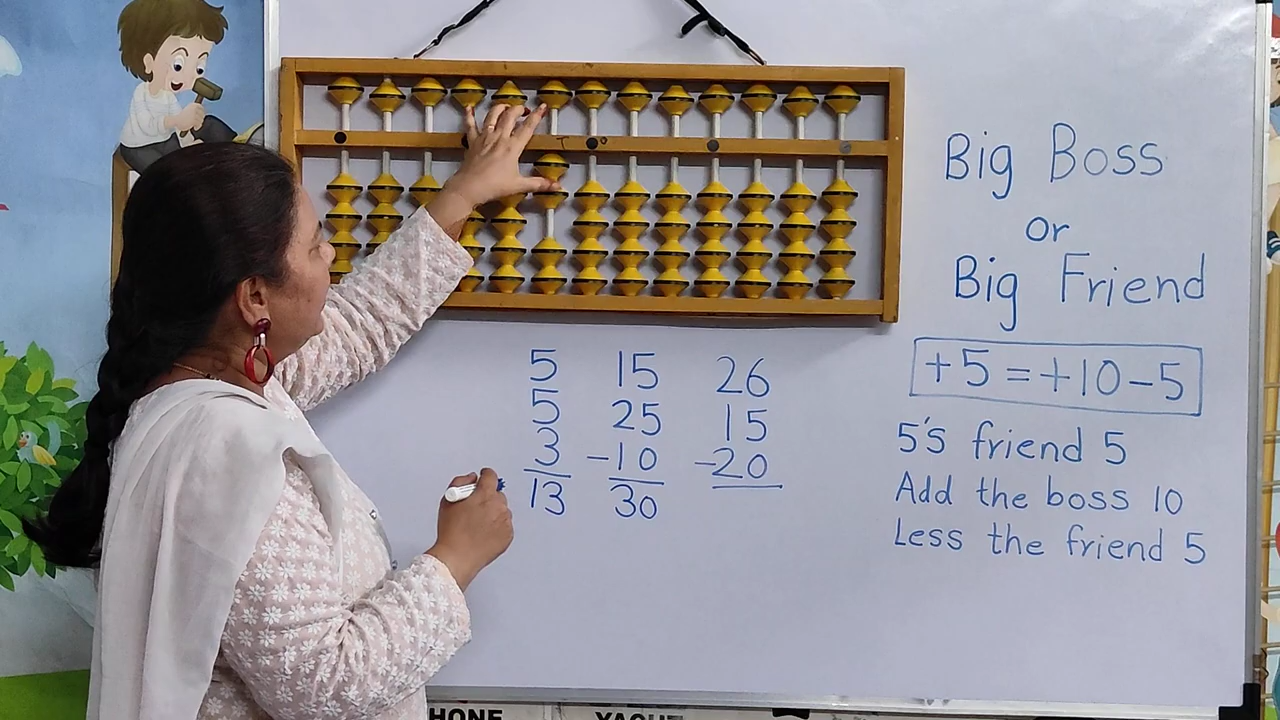 Big Boss
or
Big Friend
+5=+10-5
5's friend 5
Add the boss 10
Less the friend 5
5 15 26
5 25 15
3 -10 -20
13 30
HONE